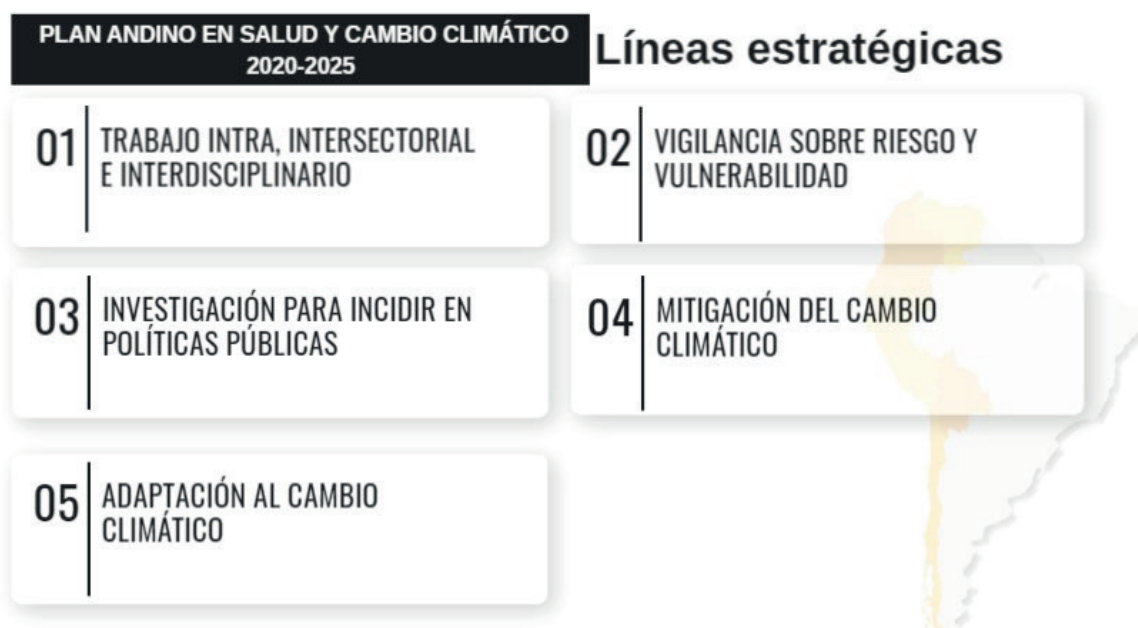 PLAN ANDINO EN SALUD Y CAMBIO CLIMÁTICO
2020-2025
Líneas estratégicas
01
TRABAJO INTRA, INTERSECTORIAL
E INTERDISCIPLINARIO
02
VIGILANCIA SOBRE RIESGO Y
VULNERABILIDAD
03
INVESTIGACIÓN PARA INCIDIR EN
POLÍTICAS PÚBLICAS
04
MITIGACIÓN DEL CAMBIO
CLIMÁTICO
05
ADAPTACIÓN AL CAMBIO
CLIMÁTICO